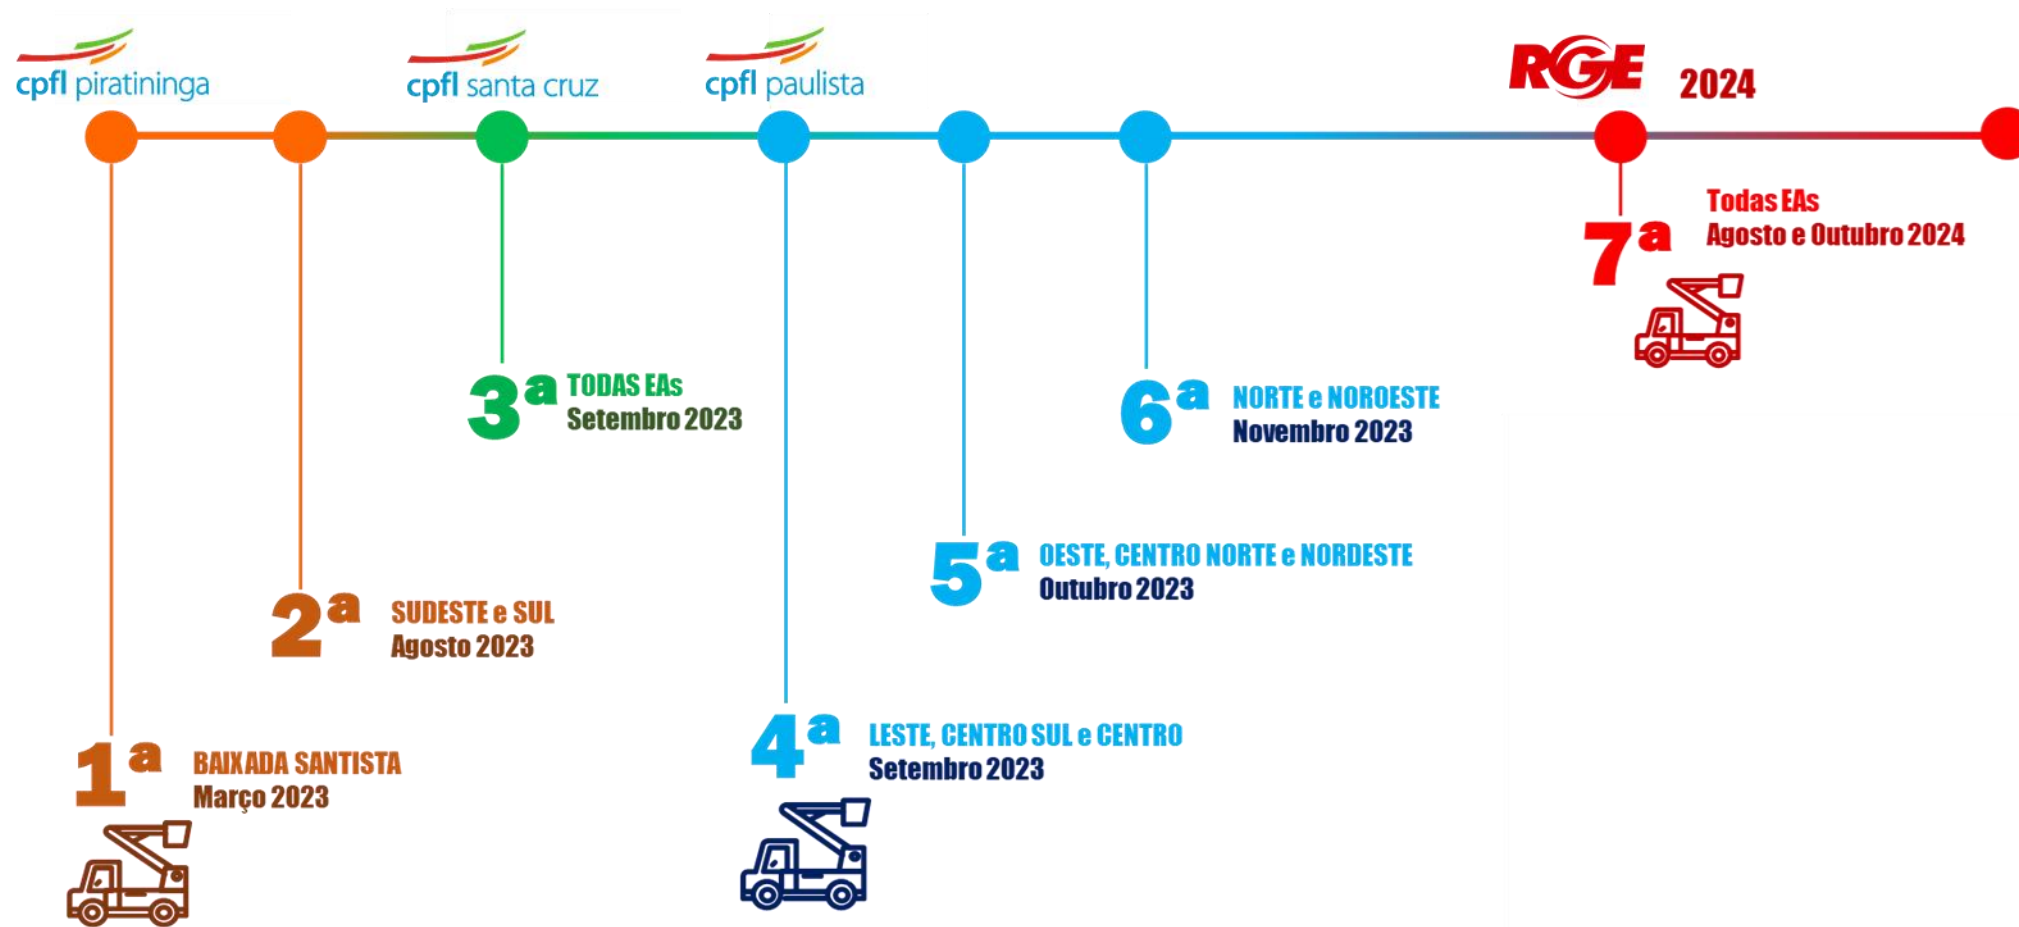 cpfl piratininga
cpfl santa cruz
cpfl paulista
RGE
2024
1ª
BAIXADA SANTISTA
Março 2023
2ª
SUDESTE e SUL
Agosto 2023
3ª
TODAS EAs
Setembro 2023
4ª
LESTE, CENTRO SUL e CENTRO
Setembro 2023
5ª
OESTE, CENTRO NORTE e NORDESTE
Outubro 2023
6ª
NORTE e NOROESTE
Novembro 2023
7ª
Todas EAs
Agosto e Outubro 2024